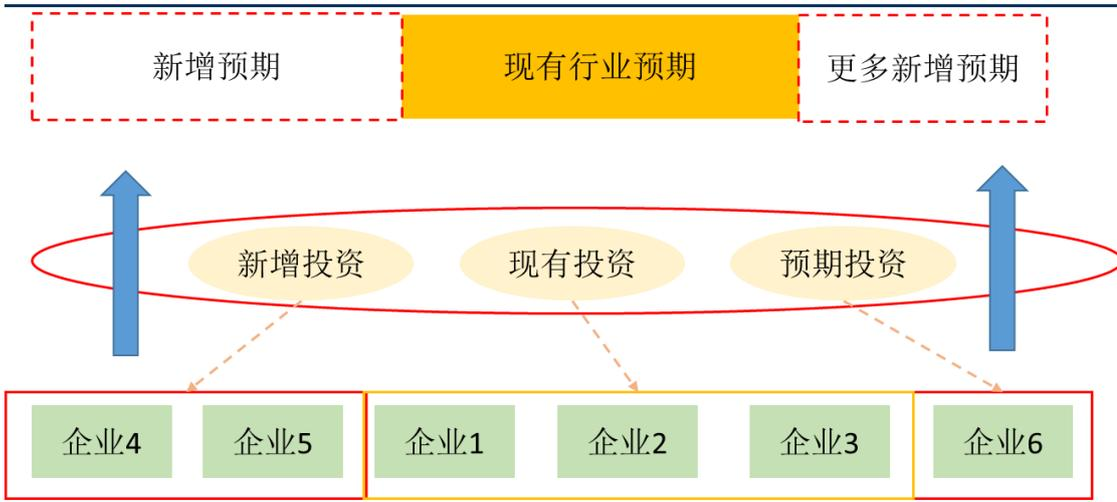 新增预期
现有行业预期
更多新增预期
新增投资
现有投资
预期投资
企业4
企业5
企业1
企业2
企业3
企业6